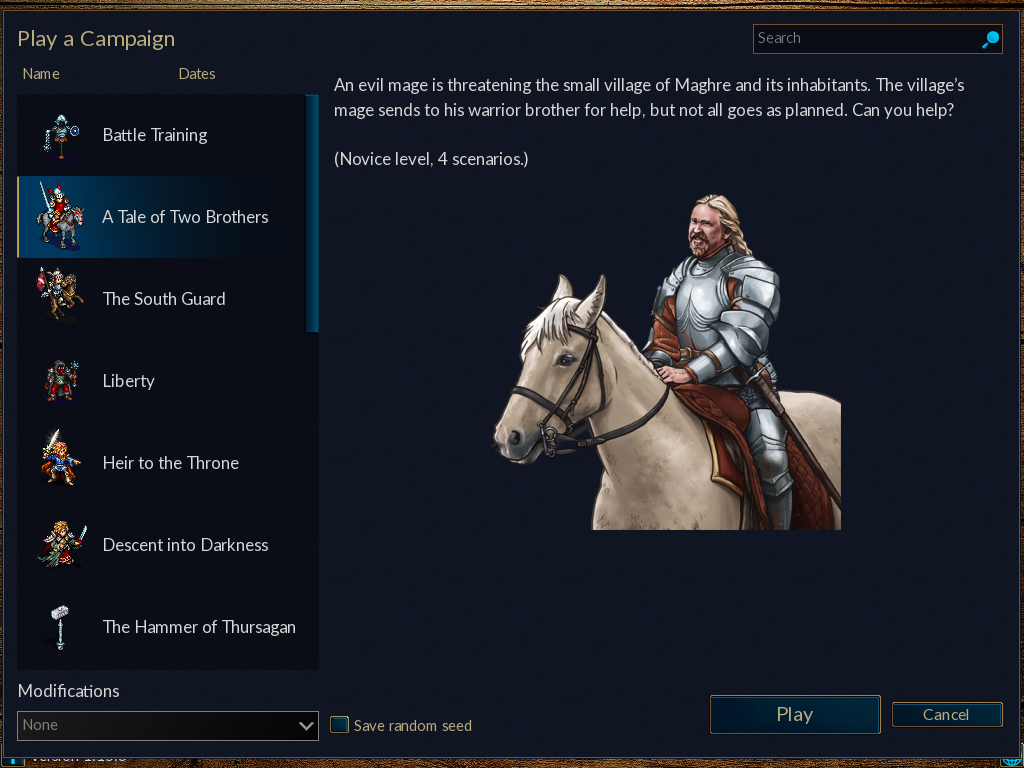 Play a Campaign
Search
Name
Dates
An evil mage is threatening the small village of Maghre and its inhabitants. The village's
mage sends to his warrior brother for help, but not all goes as planned. Can you help?
(Novice level, 4 scenarios.)
Battle Training
A Tale of Two Brothers
The South Guard
Liberty
Heir to the Throne
Descent into Darkness
The Hammer of Thursagan
Modifications
None
Save random seed
Play
Cancel